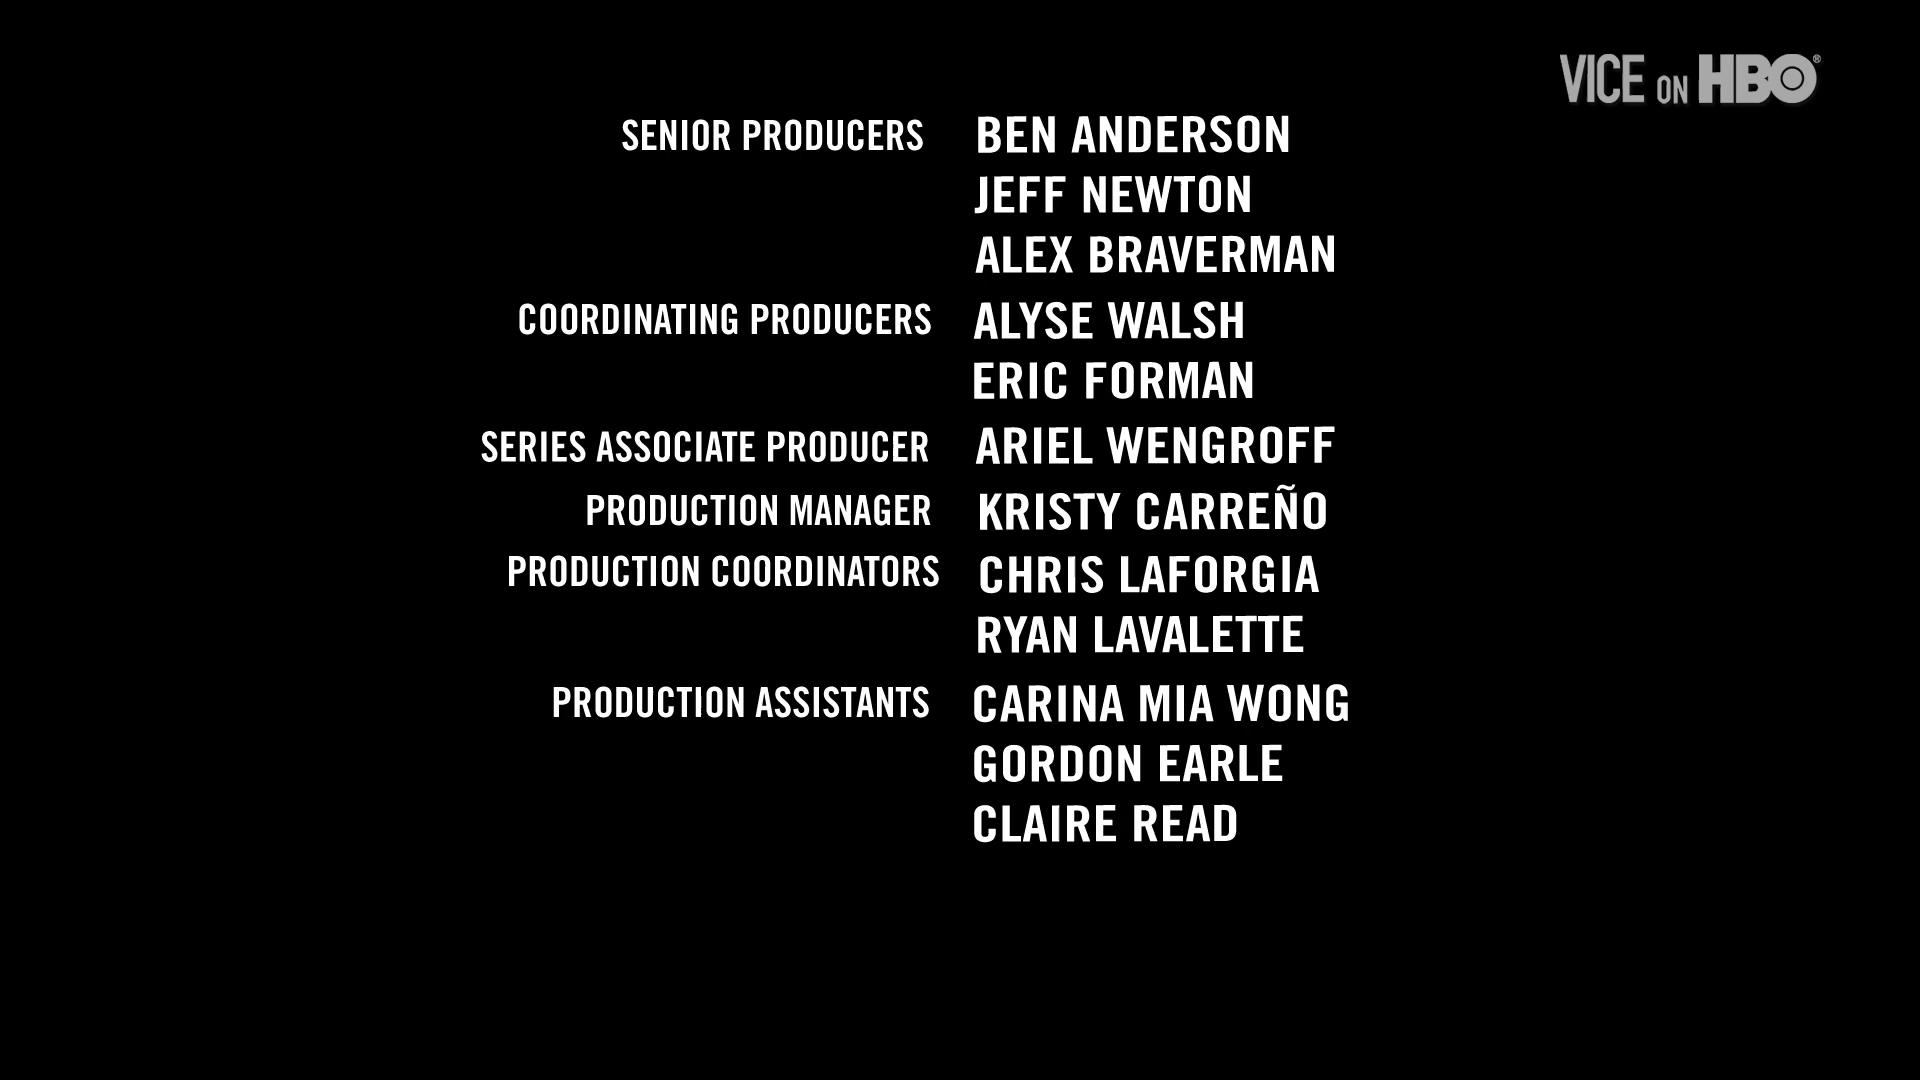 VICE ON HBO®
SENIOR PRODUCERS BEN ANDERSON
JEFF NEWTON
ALEX BRAVERMAN
COORDINATING PRODUCERS ALYSE WALSH
ERIC FORMAN
SERIES ASSOCIATE PRODUCER ARIEL WENGROFF
PRODUCTION MANAGER KRISTY CARREÑO
PRODUCTION COORDINATORS CHRIS LAFORGIA
RYAN LAVALETTE
PRODUCTION ASSISTANTS CARINA MIA WONG
GORDON EARLE
CLAIRE READ